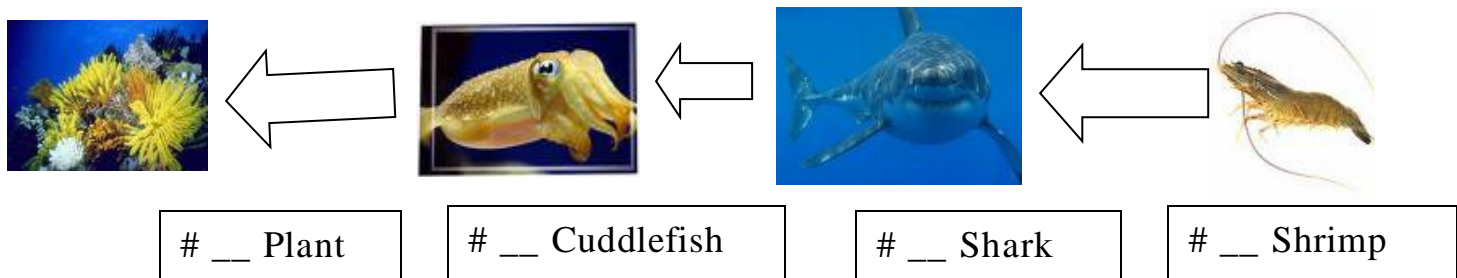 # __ Plant
# __ Cuddlefish
# __ Shark
# __ Shrimp